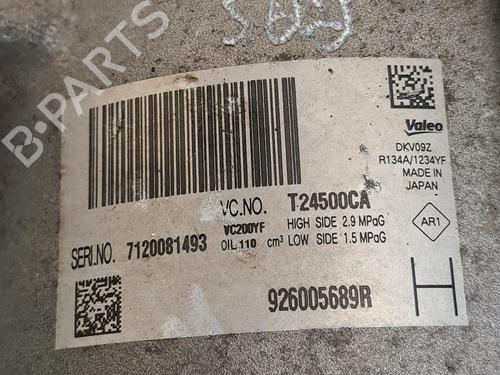 B-PARTS
Valeo
DKV09Z
R134A/1234YF
MADE IN
JAPAN
AR1
VC.NO. T24500CA
VC200YF HIGH SIDE 2.9 MPaG
SERI.NO. 7120081493 OIL 110 cm³ LOW SIDE 1.5 MPaG
926005689R
H